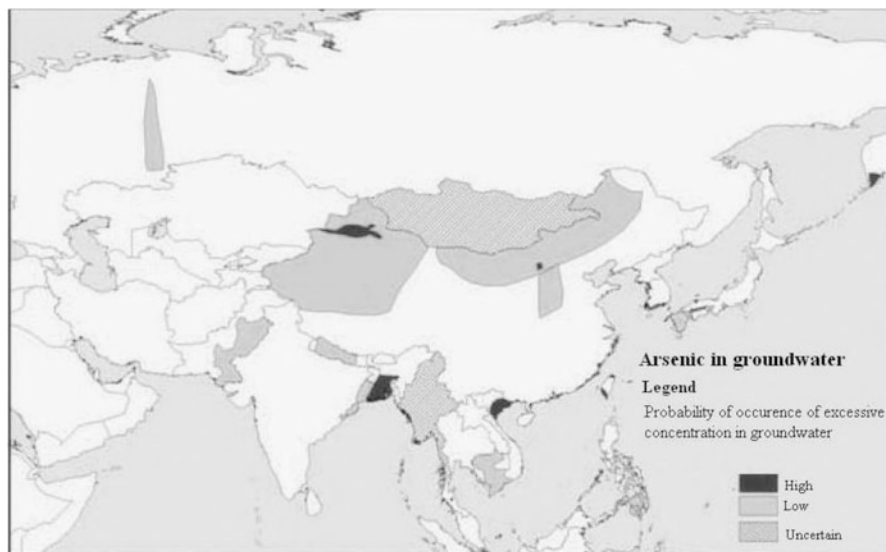 Arsenic in groundwater
Legend
Probability of occurence of excessive
concentration in groundwater
High
Low
Uncertain